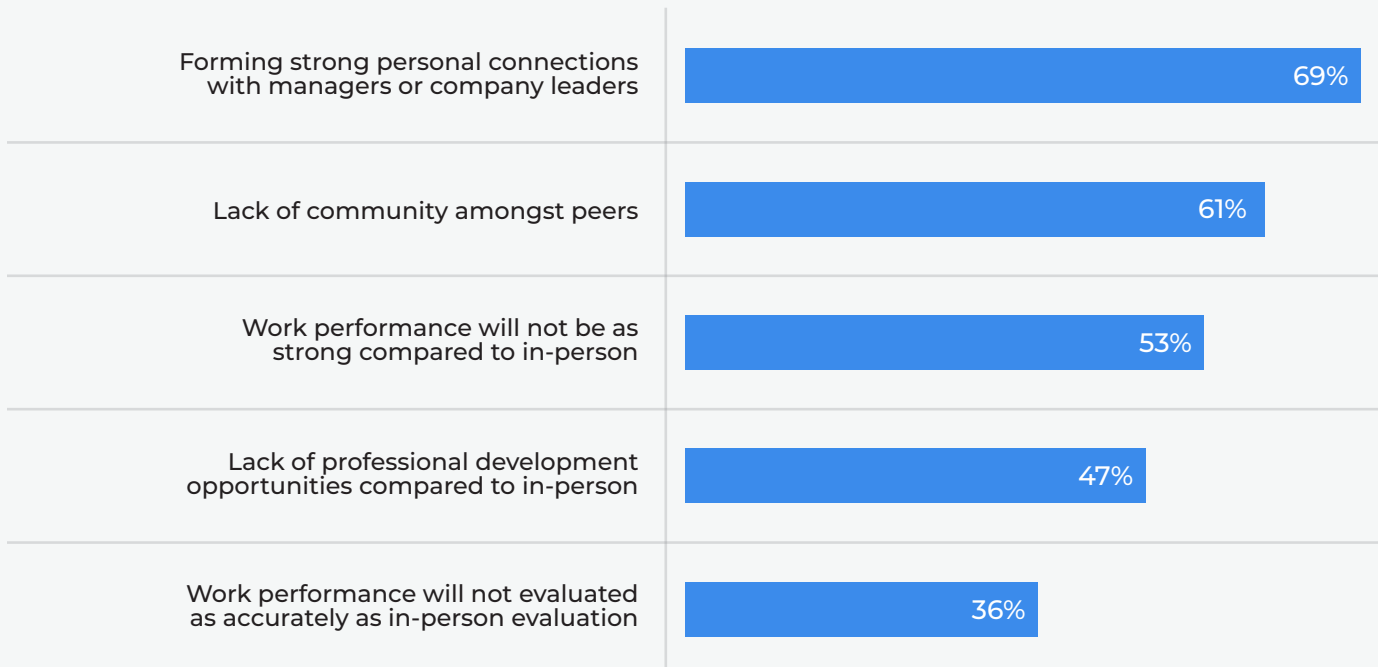 Forming strong personal connections
with managers or company leaders
69%
Lack of community amongst peers
61%
Work performance will not be as
strong compared to in-person
53%
Lack of professional development
opportunities compared to in-person
47%
Work performance will not evaluated
as accurately as in-person evaluation
36%